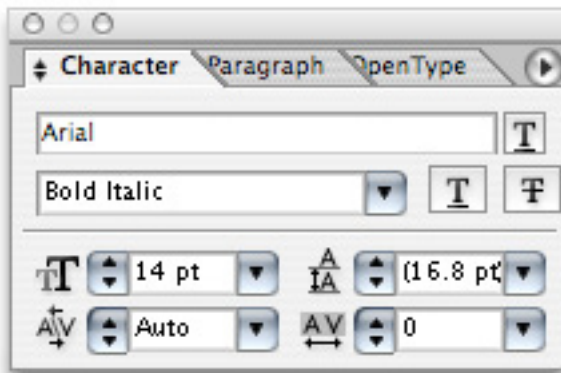 Character Paragraph OpenType
Arial
Bold Italic
14 pt (16.8 pt)
Auto 0